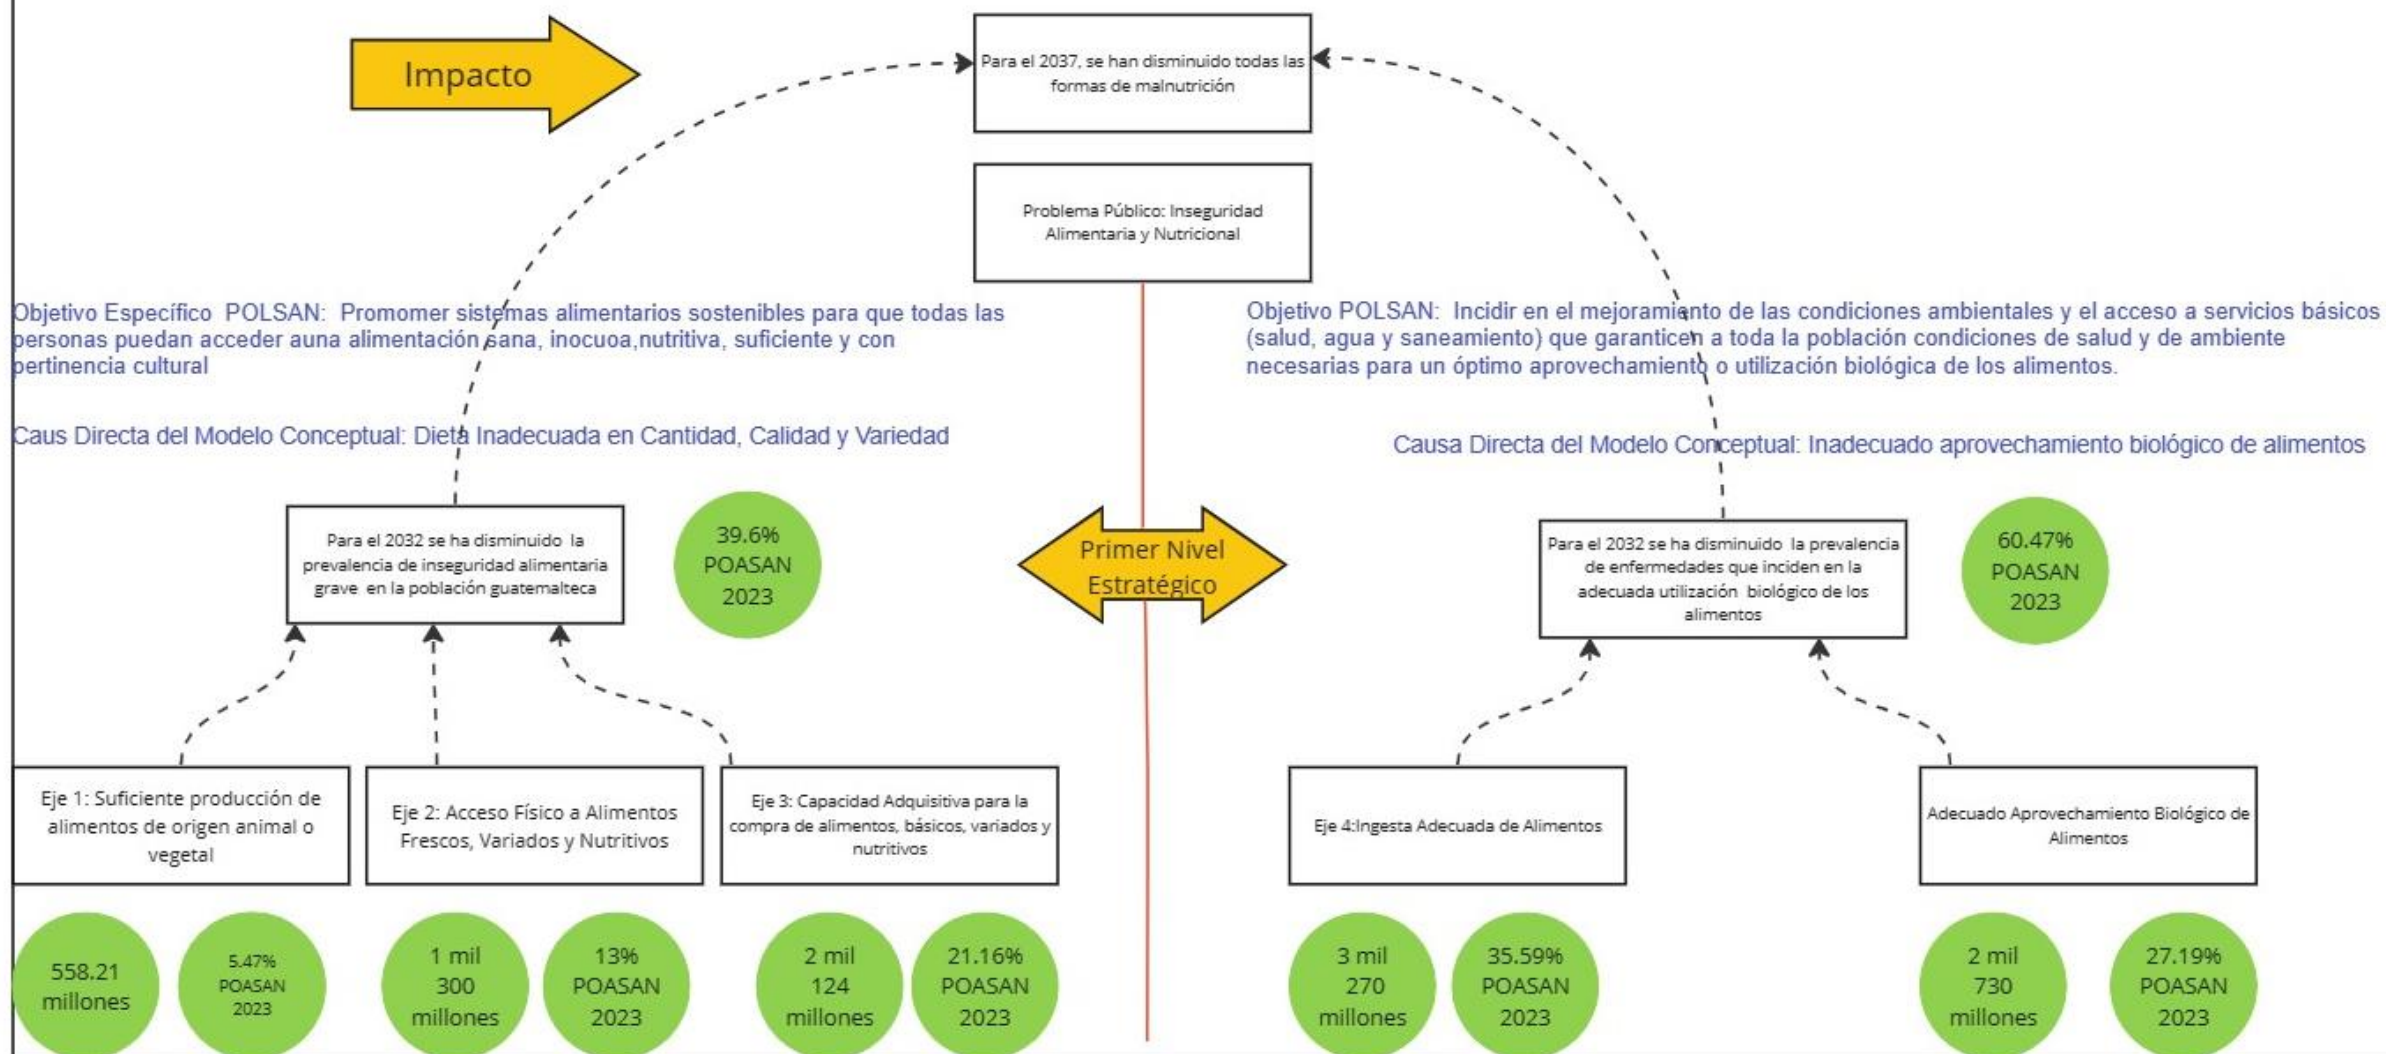 Impacto
Para el 2037, se han disminuido todas las
formas de malnutrición
Problema Público: Inseguridad
Alimentaria y Nutricional
Objetivo Específico  POLSAN:  Promomer sistemas alimentarios sostenibles para que todas las
personas puedan acceder auna alimentación sana, inocuoa,nutritiva, suficiente y con
pertinencia cultural
Objetivo POLSAN:  Incidir en el mejoramiento de las condiciones ambientales y el acceso a servicios básicos
(salud, agua y saneamiento) que garanticen a toda la población condiciones de salud y de ambiente
necesarias para un óptimo aprovechamiento o utilización biológica de los alimentos.
Caus Directa del Modelo Conceptual: Dieta Inadecuada en Cantidad, Calidad y Variedad
Causa Directa del Modelo Conceptual: Inadecuado aprovechamiento biológico de alimentos
Para el 2032 se ha disminuido  la
prevalencia de inseguridad alimentaria
grave  en la población guatemalteca
39.6%
POASAN
2023
Primer Nivel
Estratégico
Para el 2032 se ha disminuido  la prevalencia
de enfermedades que inciden en la
adecuada utilización  biológico de los
alimentos
60.47%
POASAN
2023
Eje 1: Suficiente producción de
alimentos de origen animal o
vegetal
Eje 2: Acceso Físico a Alimentos
Frescos, Variados y Nutritivos
Eje 3: Capacidad Adquisitiva para la
compra de alimentos, básicos, variados y
nutritivos
Eje 4:Ingesta Adecuada de Alimentos
Adecuado Aprovechamiento Biológico de
Alimentos
558.21
millones
5.47%
POASAN
2023
1 mil
300
millones
13%
POASAN
2023
2 mil
124
millones
21.16%
POASAN
2023
3 mil
270
millones
35.59%
POASAN
2023
2 mil
730
millones
27.19%
POASAN
2023